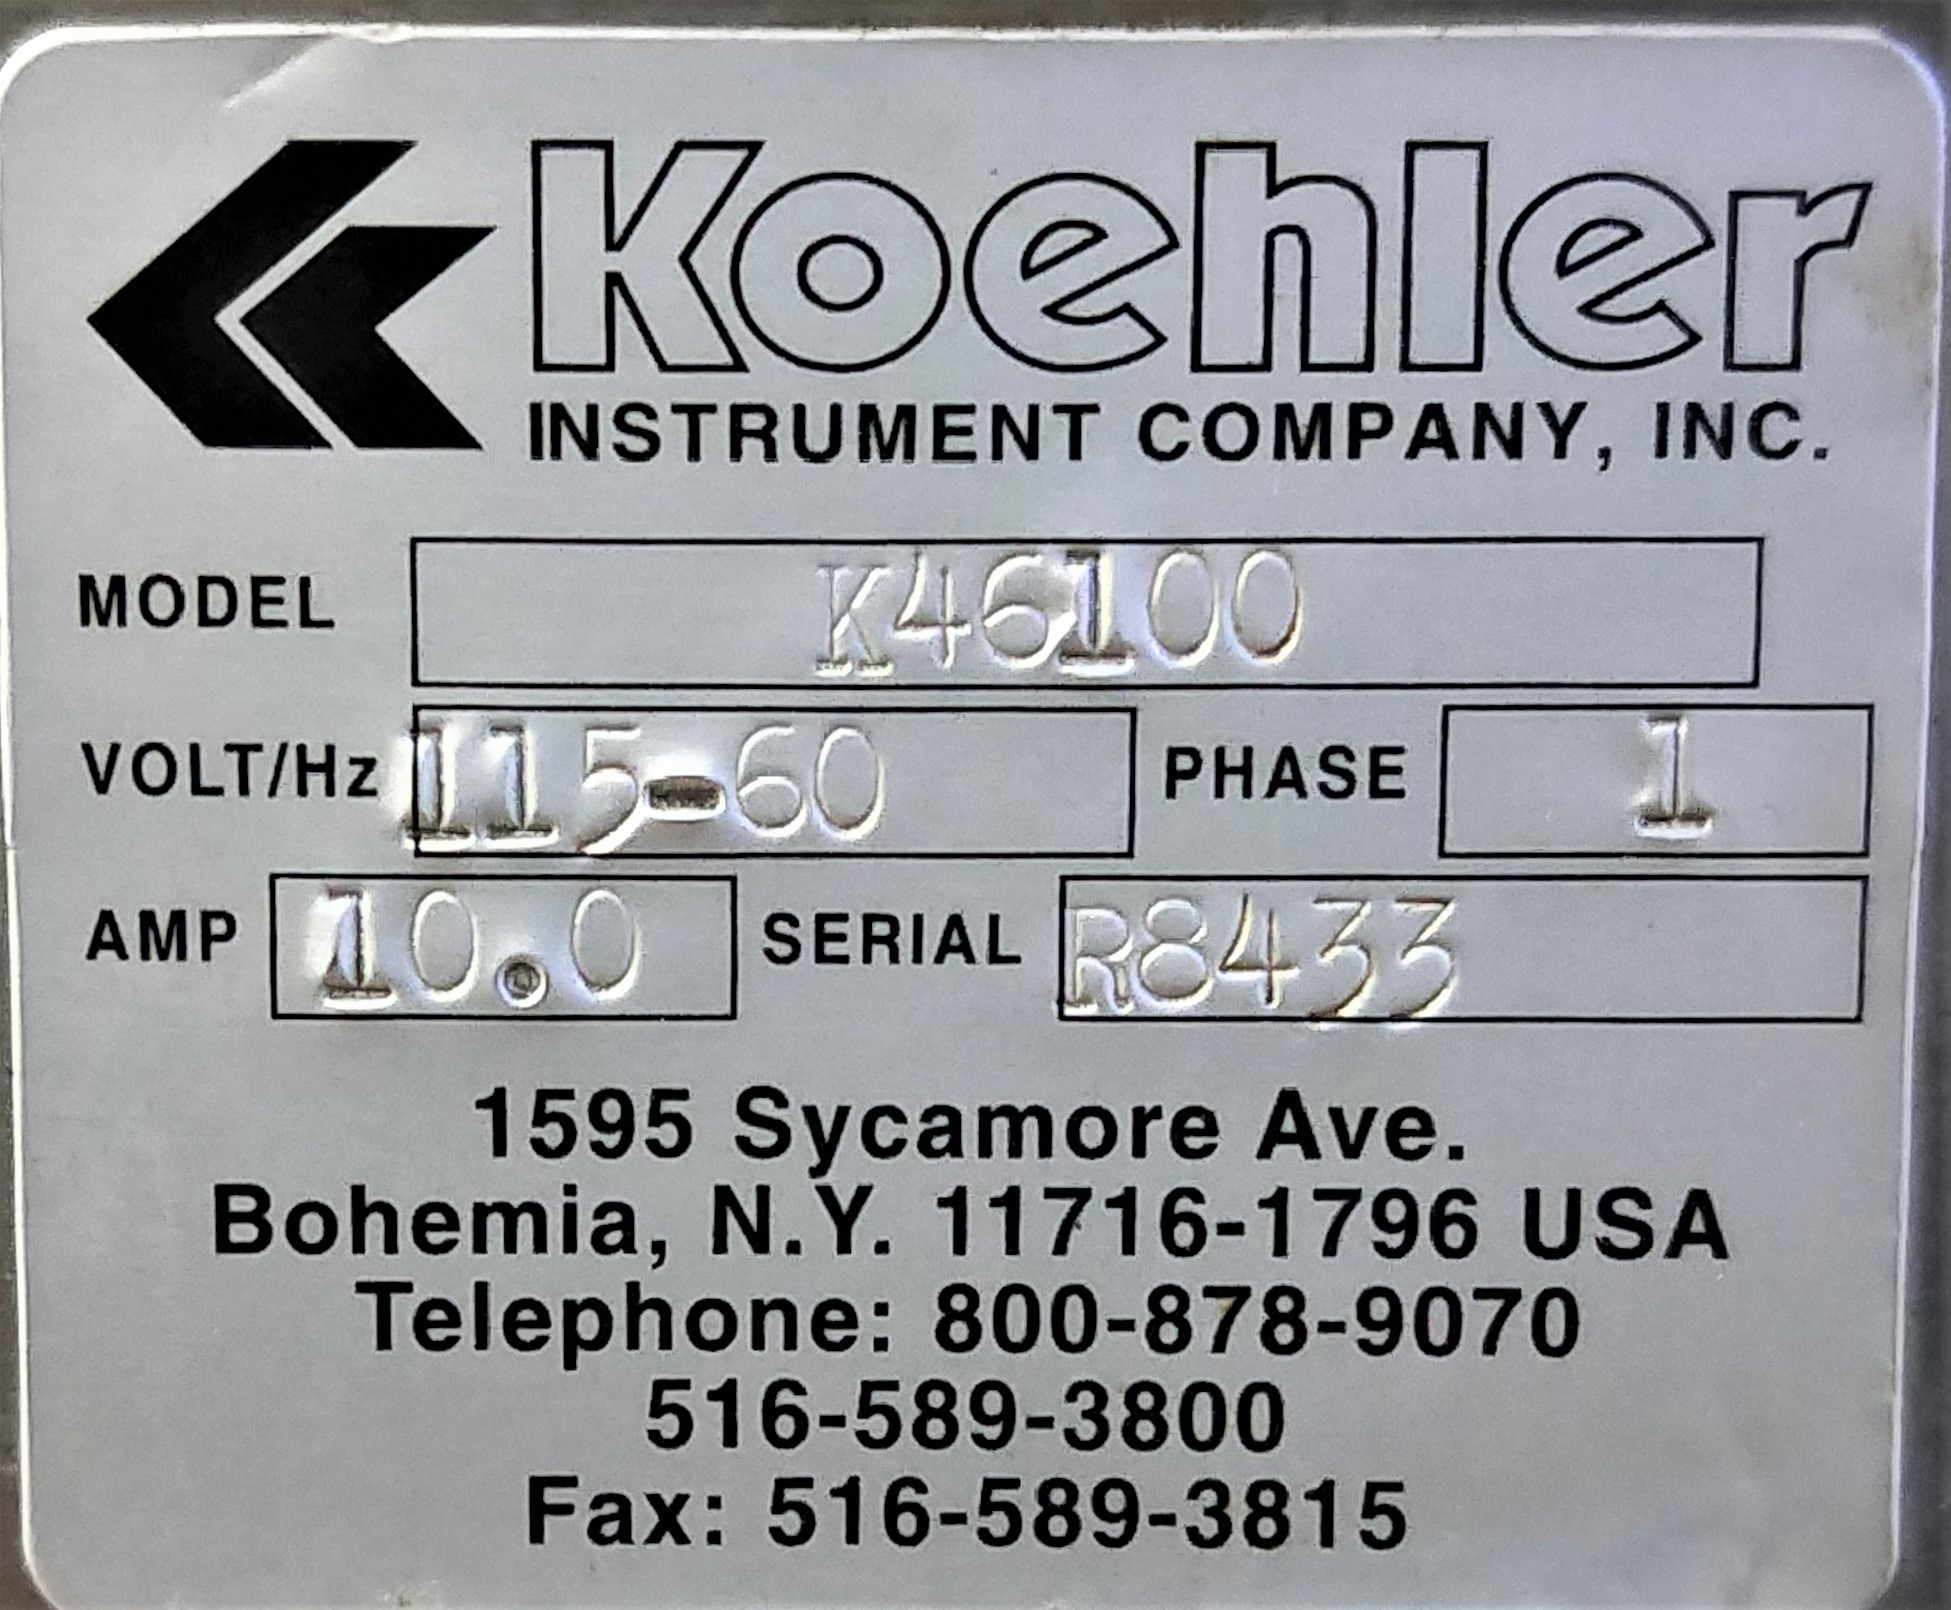 Koehler
INSTRUMENT COMPANY, INC.
MODEL K46100
VOLT/Hz 115-60 PHASE 1
AMP 10.0 SERIAL R8433
1595 Sycamore Ave.
Bohemia, N.Y. 11716-1796 USA
Telephone: 800-878-9070
516-589-3800
Fax: 516-589-3815